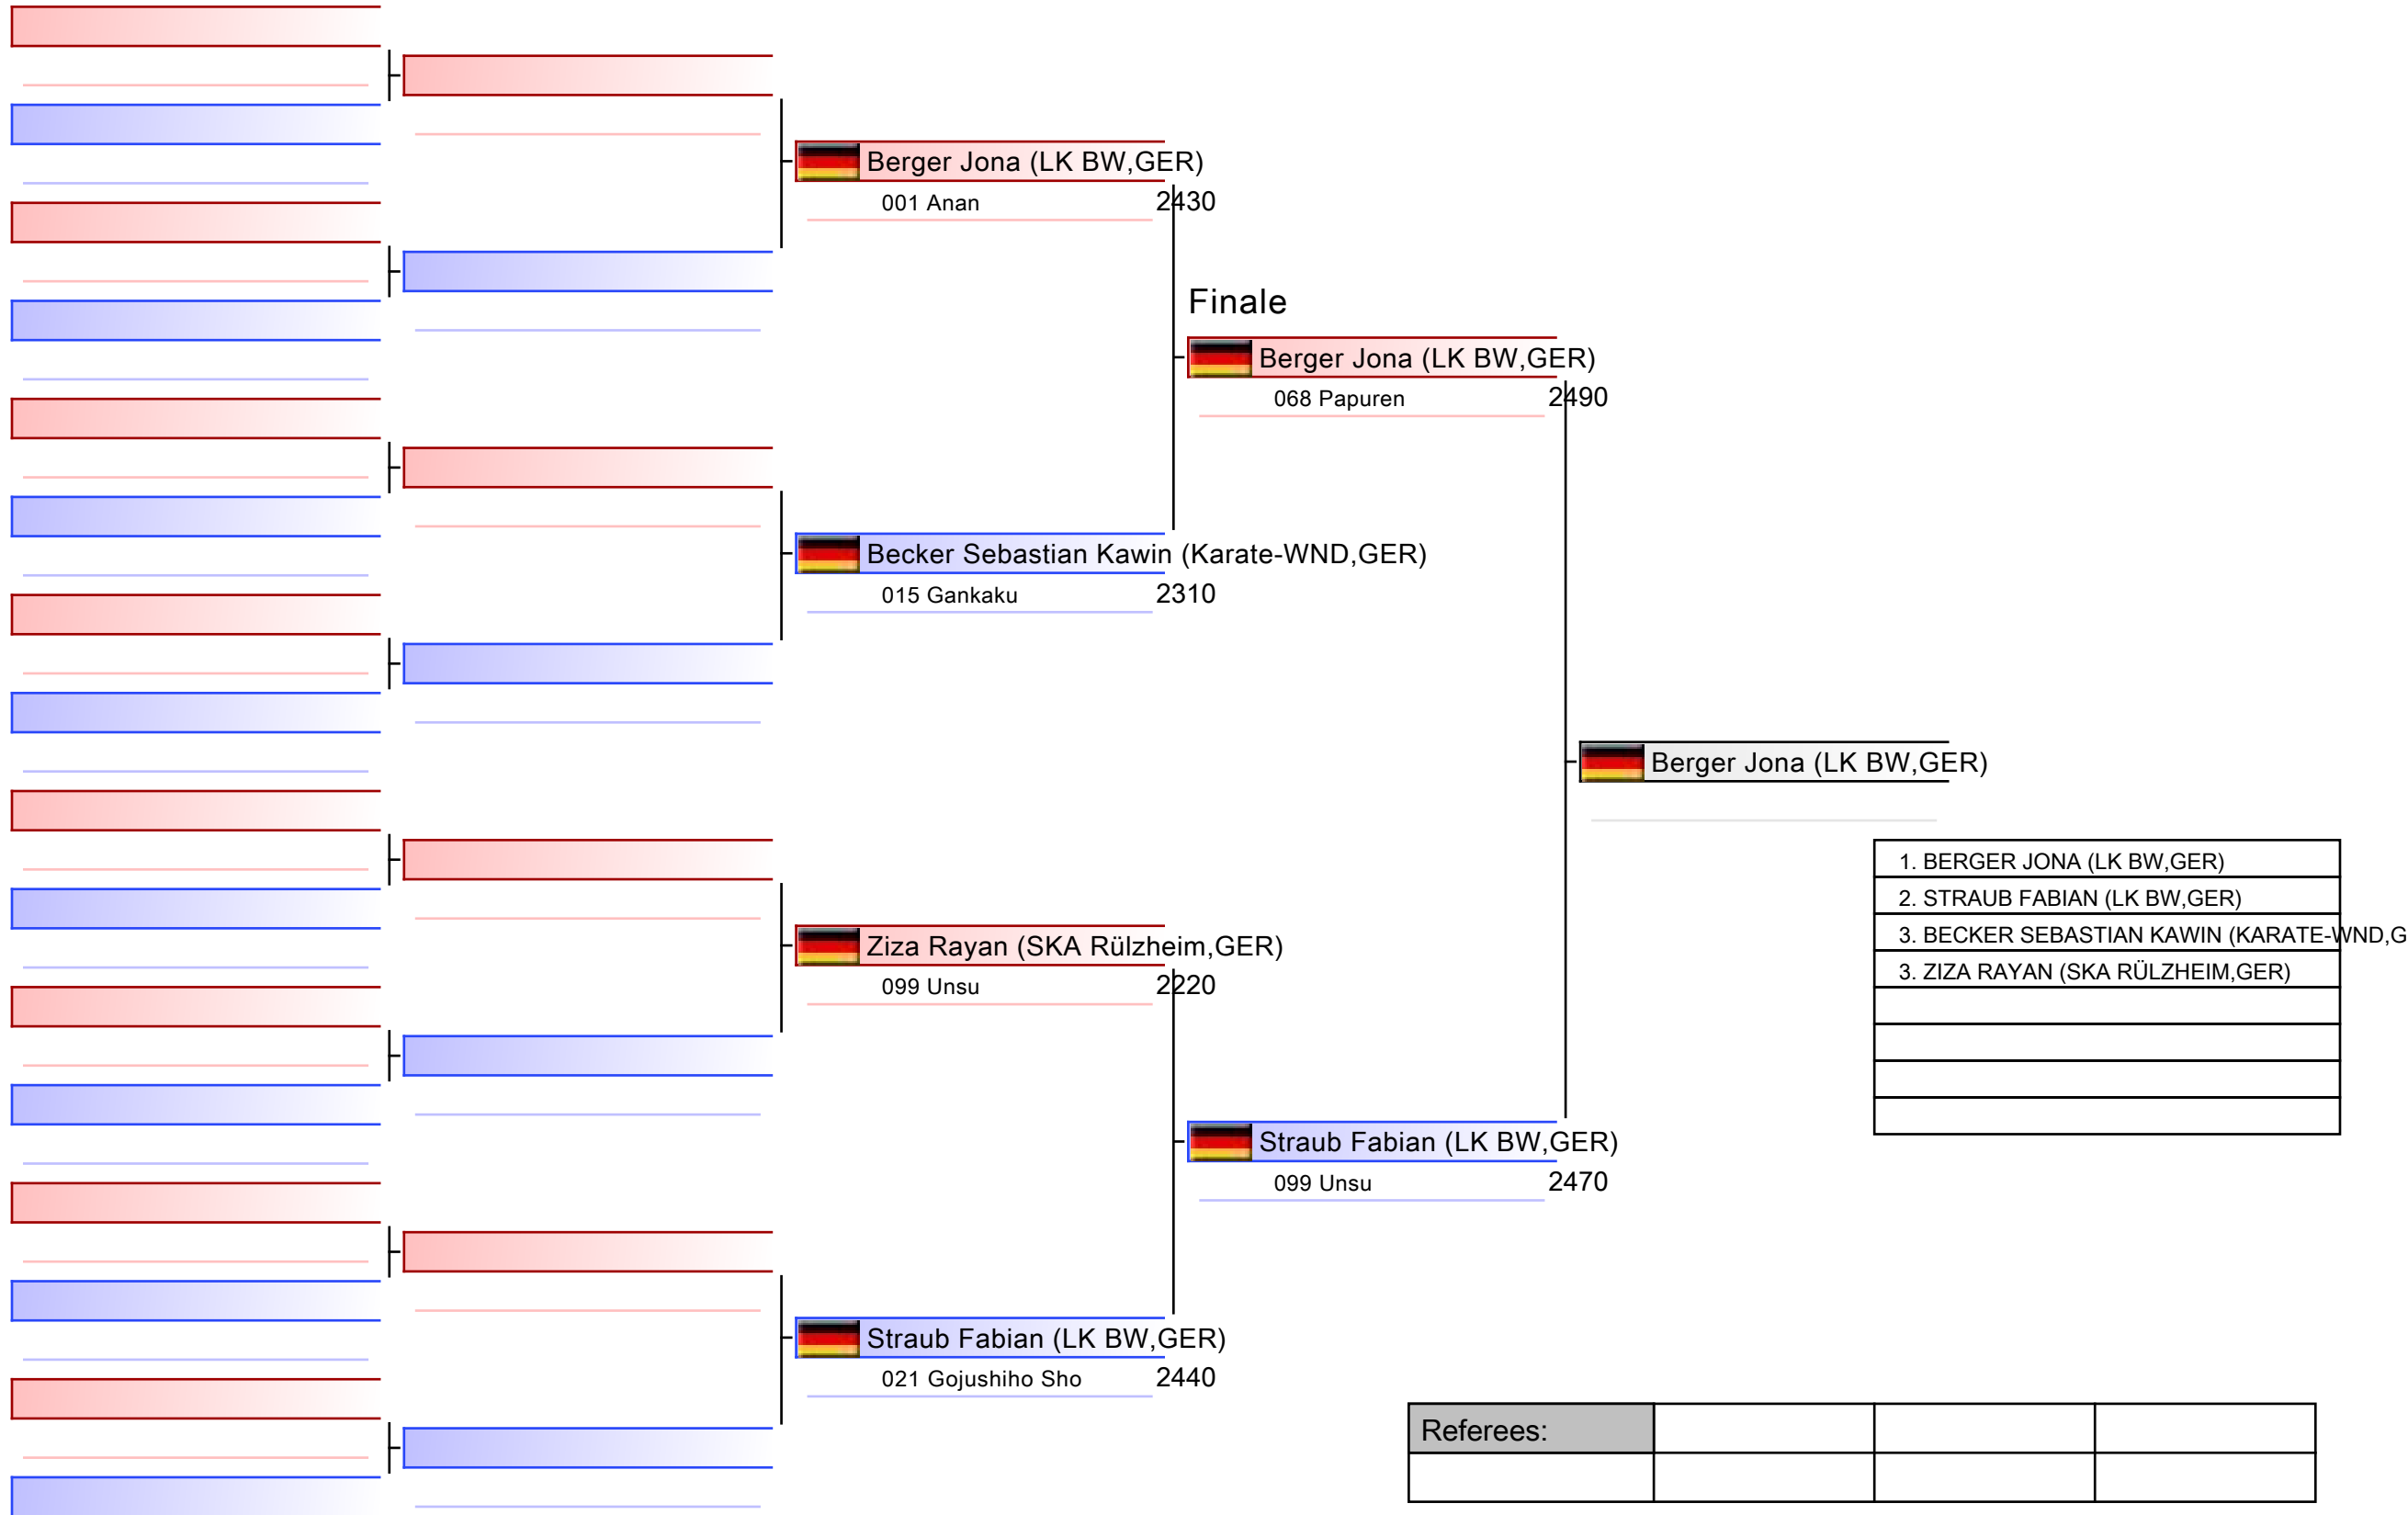 Berger Jona (LK BW,GER)
001 Anan 2430
Finale
Berger Jona (LK BW,GER)
068 Papuren 2490
Becker Sebastian Kawin (Karate-WND,GER)
015 Gankaku 2310
Berger Jona (LK BW,GER)
1. BERGER JONA (LK BW,GER)
2. STRAUB FABIAN (LK BW,GER)
3. BECKER SEBASTIAN KAWIN (KARATE-WND,G
3. ZIZA RAYAN (SKA RÜLZHEIM,GER)
Ziza Rayan (SKA Rülzheim,GER)
099 Unsu 2220
Straub Fabian (LK BW,GER)
099 Unsu 2470
Straub Fabian (LK BW,GER)
021 Gojushiho Sho 2440
Referees: